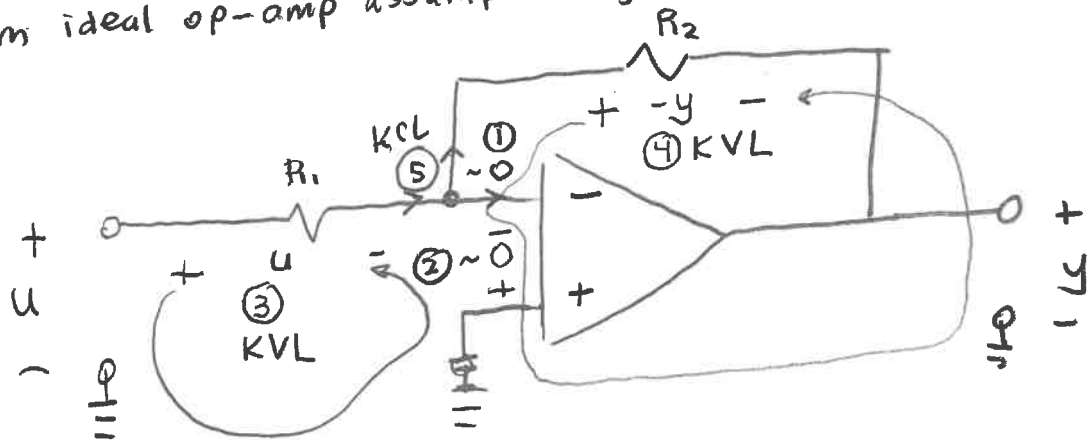 m ideal op-amp
R2
+ -y -
④ KVL
KCL
⑤
① ~0
R1
+ u -
③
KVL
② ~0
- +
-
+
+
u
-
+
y
-